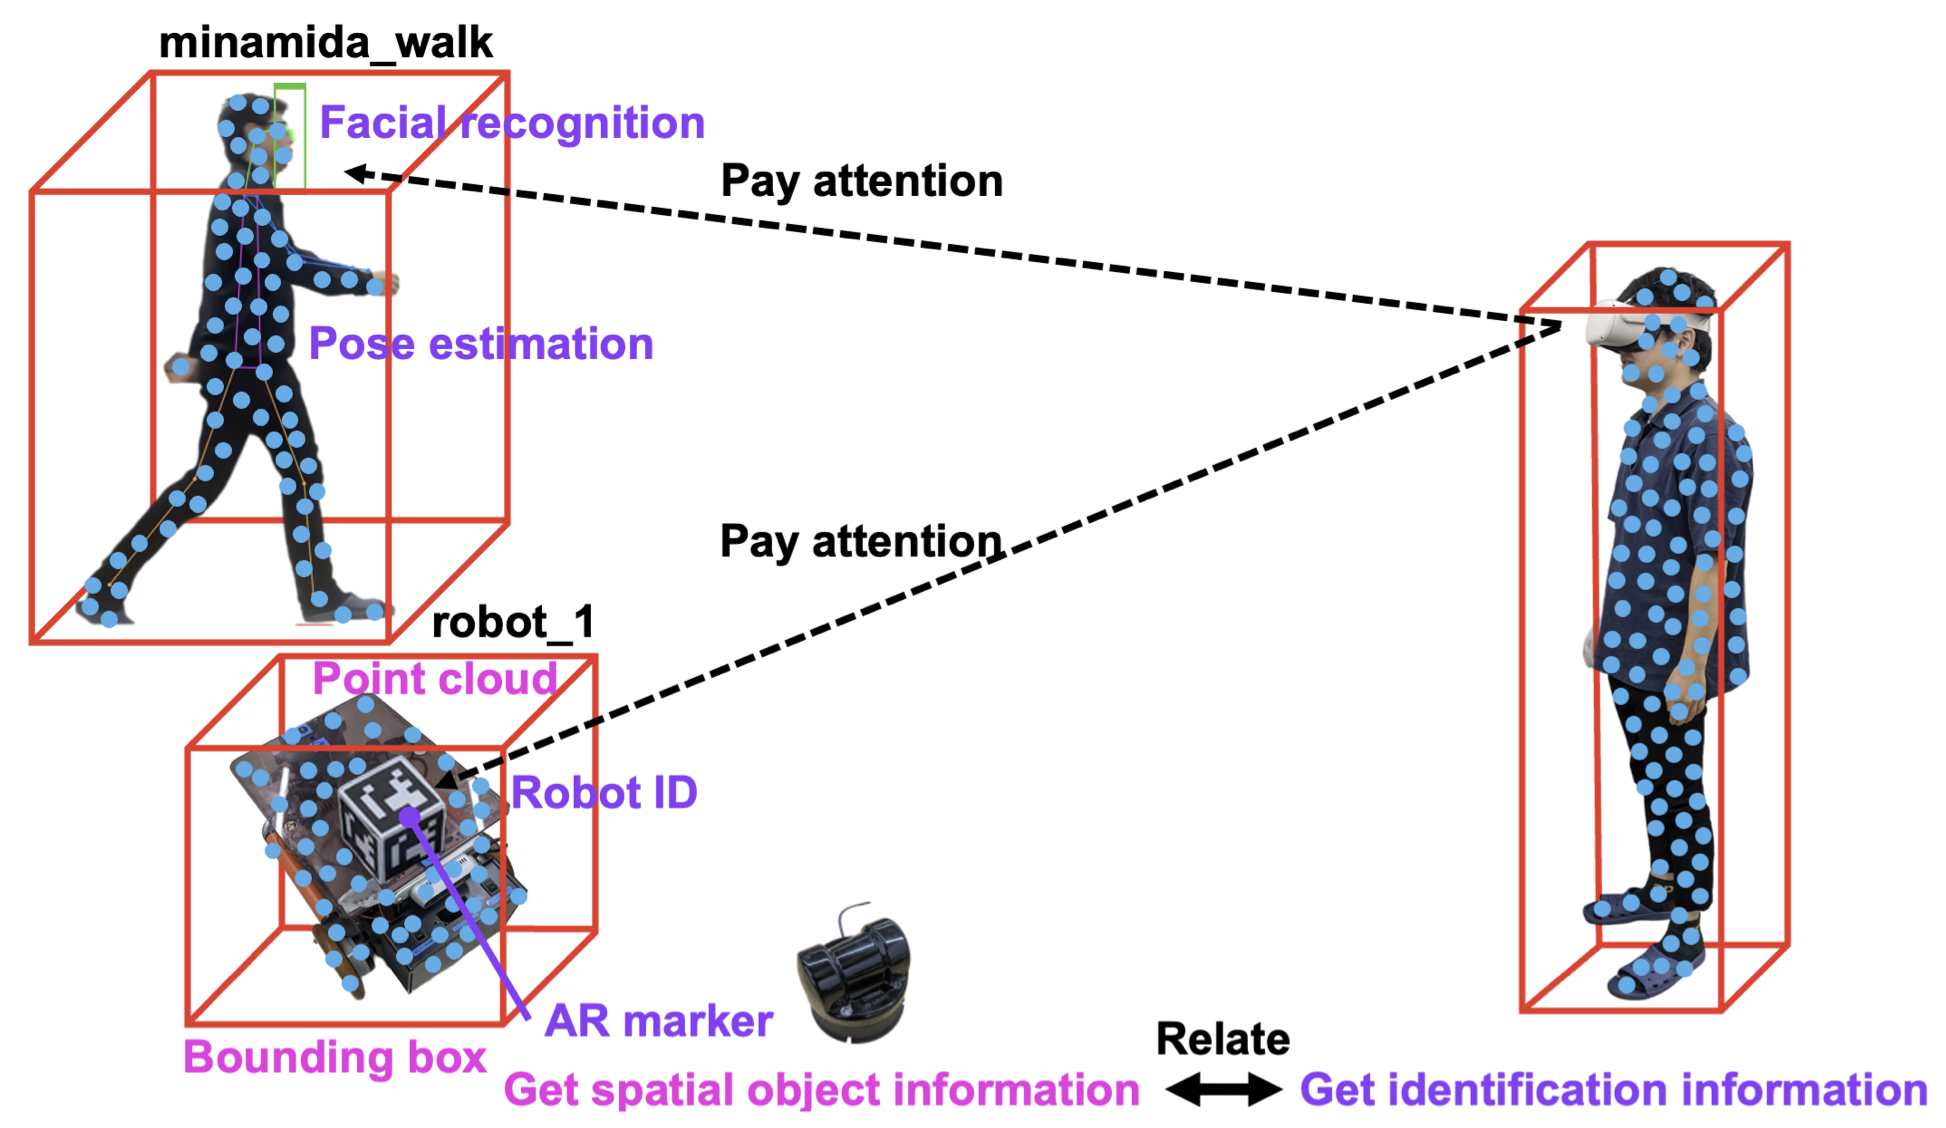 minamida_walk
Facial recognition
Pay attention
Pose estimation
Pay attention
robot_1
Point cloud
Robot ID
AR marker
Bounding box
Relate
Get spatial object information
Get identification information